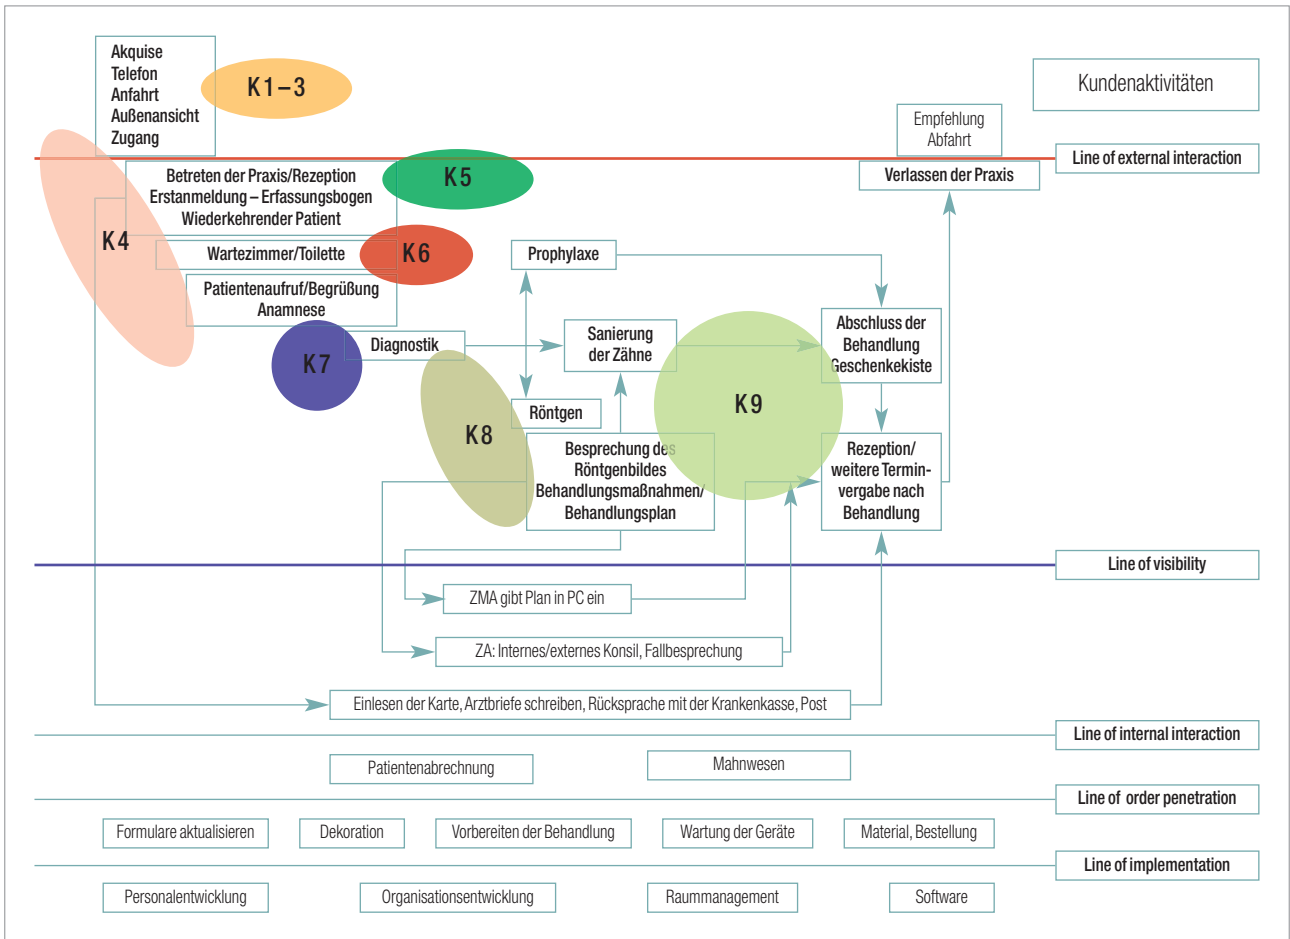 Akquise
Telefon
Anfahrt
Außenansicht
Zugang
K1–3
Kundenaktivitäten
Empfehlung
Abfahrt
Line of external interaction
Betreten der Praxis/Rezeption
Erstanmeldung – Erfassungbogen
Wiederkehrender Patient
K5
Verlassen der Praxis
K4
Wartezimmer/Toilette
K6
Prophylaxe
Patientenaufruf/Begrüßung
Anamnese
K7
Diagnostik
Sanierung
der Zähne
Abschluss der
Behandlung
Geschenkekiste
K8
Röntgen
K9
Besprechung des
Röntgenbildes
Behandlungsmaßnahmen/
Behandlungsplan
Rezeption/
weitere Termin-
vergabe nach
Behandlung
Line of visibility
ZMA gibt Plan in PC ein
ZA: Internes/externes Konsil, Fallbesprechung
Einlesen der Karte, Arztbriefe schreiben, Rücksprache mit der Krankenkasse, Post
Line of internal interaction
Patientenabrechnung
Mahnwesen
Line of order penetration
Formulare aktualisieren
Dekoration
Vorbereiten der Behandlung
Wartung der Geräte
Material, Bestellung
Line of implementation
Personalentwicklung
Organisationsentwicklung
Raummanagement
Software